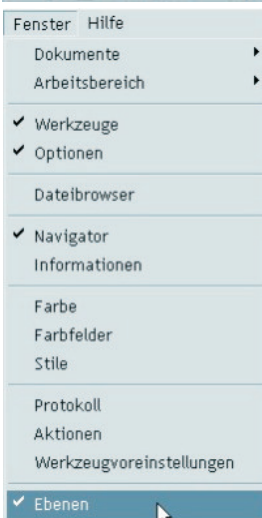 Fenster Hilfe
Dokumente
Arbeitsbereich
Werkzeuge
Optionen
Dateibrowser
Navigator
Informationen
Farbe
Farbfelder
Stile
Protokoll
Aktionen
Werkzeugvoreinstellungen
Ebenen